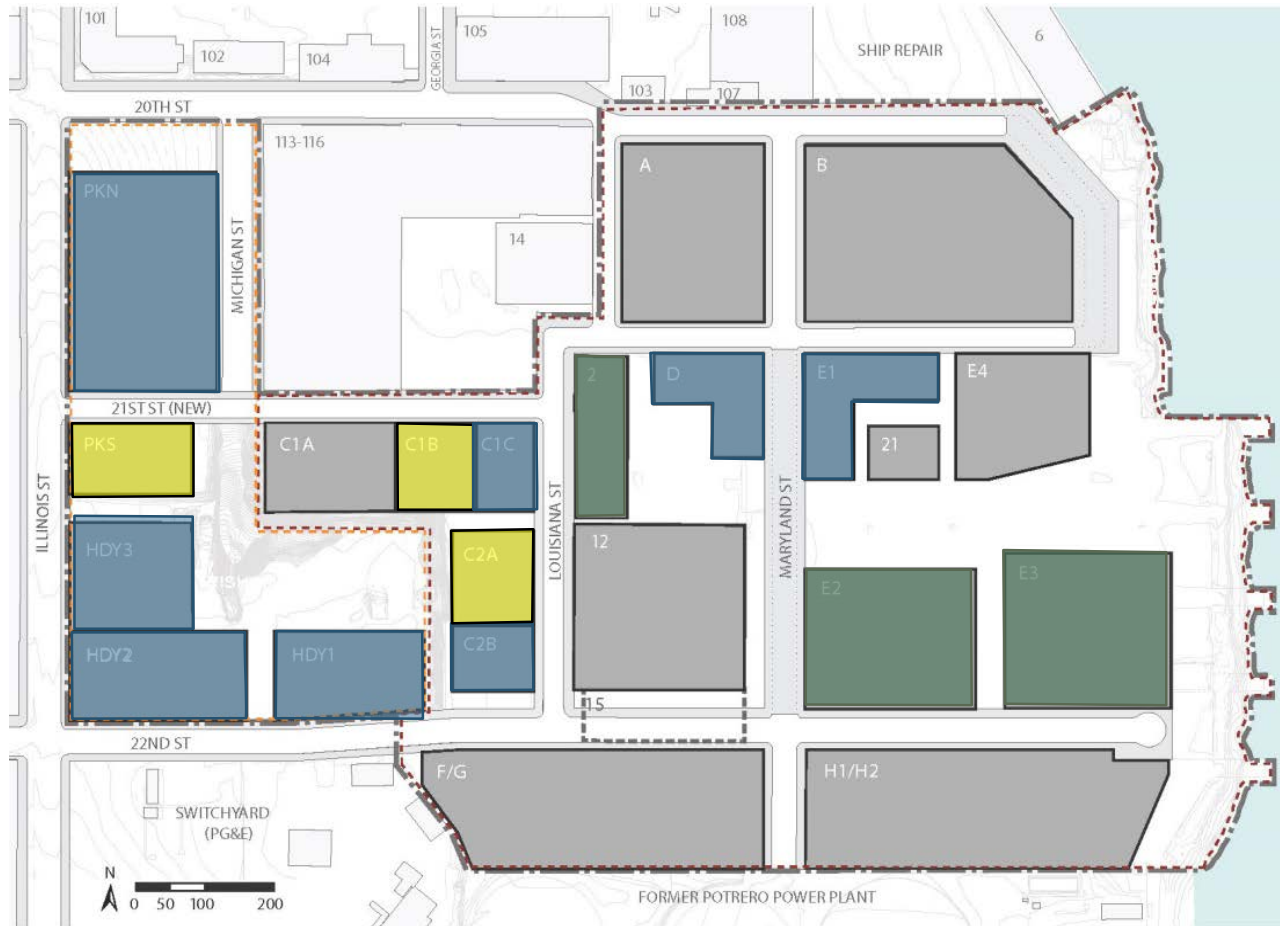 101
102
104
GEORGIA ST
105
108
103
107
SHIP REPAIR
6
20TH ST
113-116
14
A
B
PKN
MICHIGAN ST
21ST ST (NEW)
2
D
E1
E4
21
PKS
C1A
C1B
C1C
ILLINOIS ST
LOUISIANA ST
MARYLAND ST
HDY3
C2A
12
E2
E3
HDY2
HDY1
C2B
15
22ND ST
F/G
H1/H2
SWITCHYARD
(PG&E)
N
0 50 100 200
FORMER POTRERO POWER PLANT